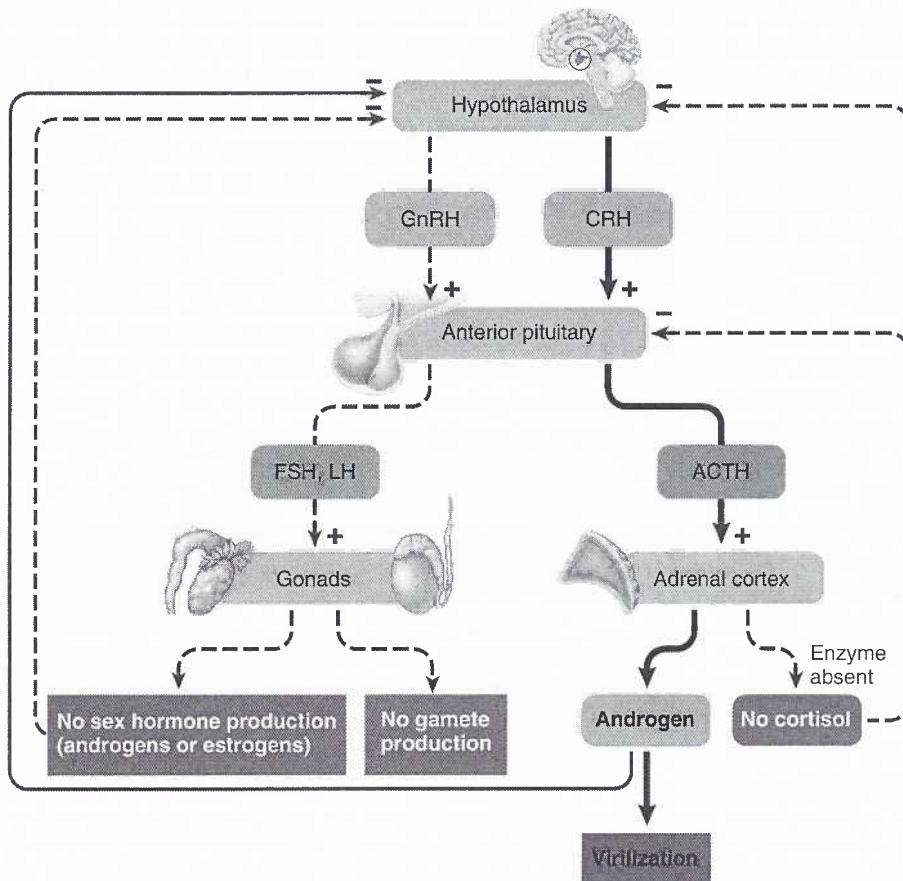 −
−
−
Hypothalamus
GnRH
CRH
+
+
−
Anterior pituitary
FSH, LH
ACTH
+
+
Gonads
Adrenal cortex
Enzyme
absent
No sex hormone production
(androgens or estrogens)
No gamete
production
Androgen
No cortisol
Virilization